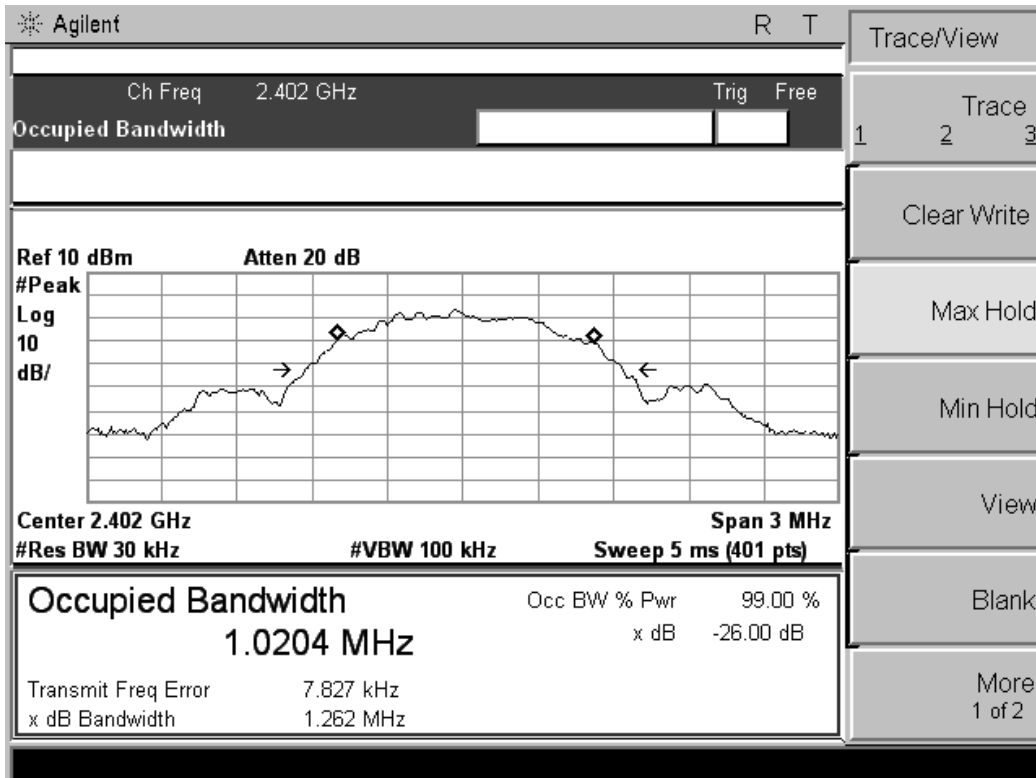 Agilent R T
Ch Freq 2.402 GHz Trig Free
Occupied Bandwidth
Ref 10 dBm Atten 20 dB
#Peak
Log
10
dB/
Center 2.402 GHz Span 3 MHz
#Res BW 30 kHz #VBW 100 kHz Sweep 5 ms (401 pts)
Occupied Bandwidth
1.0204 MHz
Occ BW % Pwr 99.00 %
x dB -26.00 dB
Transmit Freq Error 7.827 kHz
x dB Bandwidth 1.262 MHz
Trace/View
Trace
1 2 3
Clear Write
Max Hold
Min Hold
View
Blank
More
1 of 2